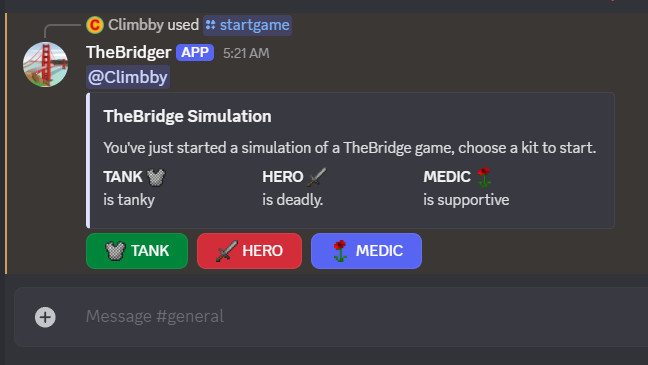 C Climbby used startgame
TheBridger APP 5:21 AM
@Climbby
TheBridge Simulation
You've just started a simulation of a TheBridge game, choose a kit to start.
TANK HERO MEDIC
is tanky is deadly. is supportive
TANK HERO MEDIC
Message #general